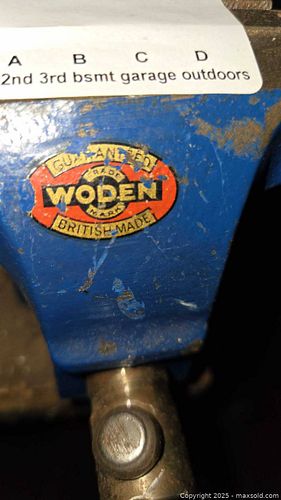 A B C D
2nd 3rd bsmt garage outdoors
GUARANTEED
TRADE
WODEN
MARK
BRITISH MADE
Copyright © 2025 - maxsold.com